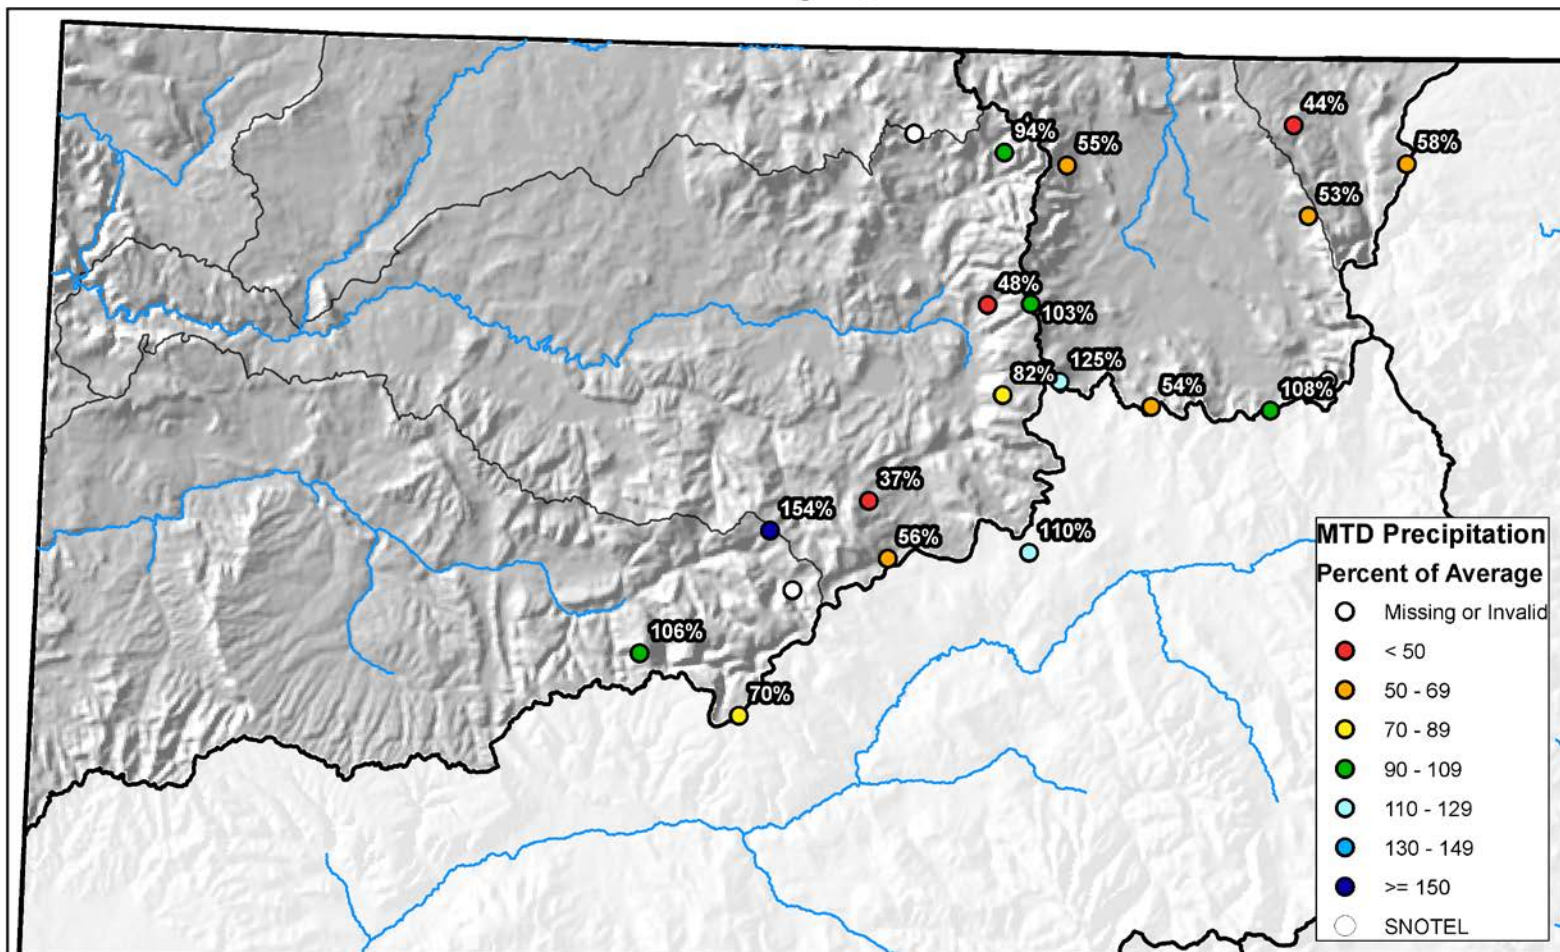 94%
55%
44%
58%
53%
48%
103%
125%
82%
54%
108%
37%
154%
56%
110%
106%
70%
MTD Precipitation
Percent of Average
Missing or Invalid
< 50
50 - 69
70 - 89
90 - 109
110 - 129
130 - 149
>= 150
SNOTEL